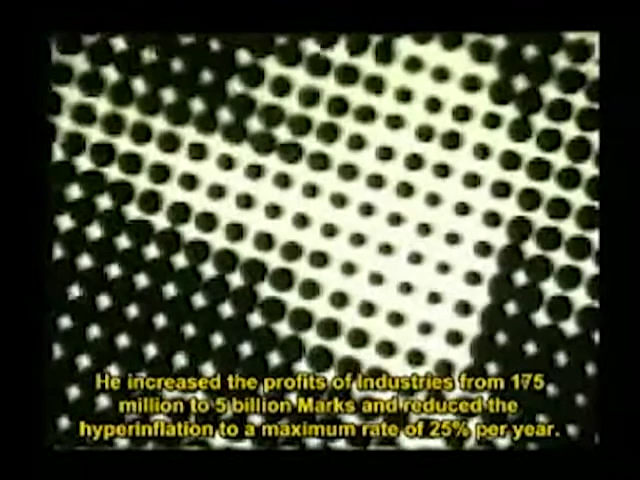 He increased the profits of Industries from 175
million to 5 billion Marks and reduced the
hyperinflation to a maximum rate of 25% per year.